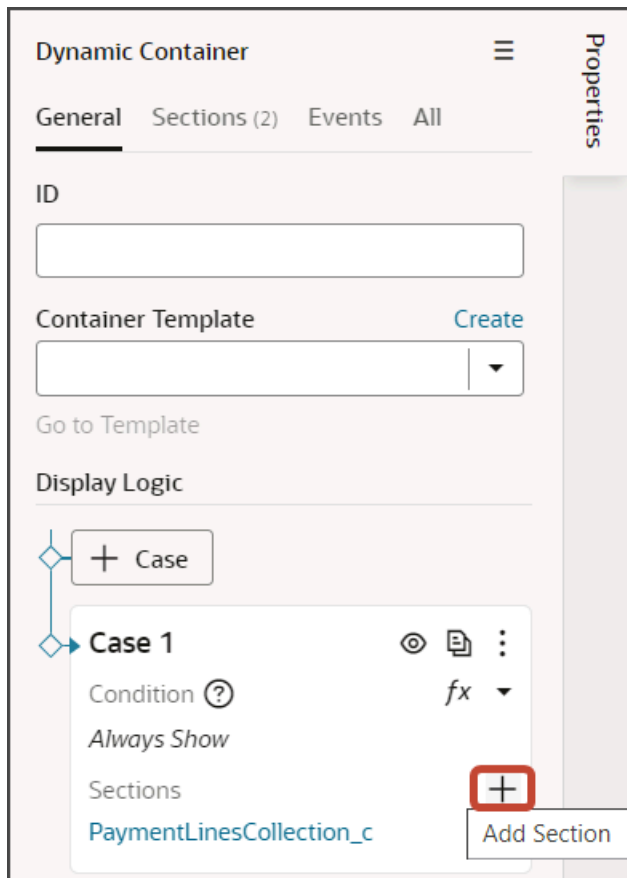 Dynamic Container
Properties
General Sections (2) Events All
ID
Container Template Create
Go to Template
Display Logic
+ Case
Case 1
Condition ? fx
Always Show
Sections +
PaymentLinesCollection_c
Add Section